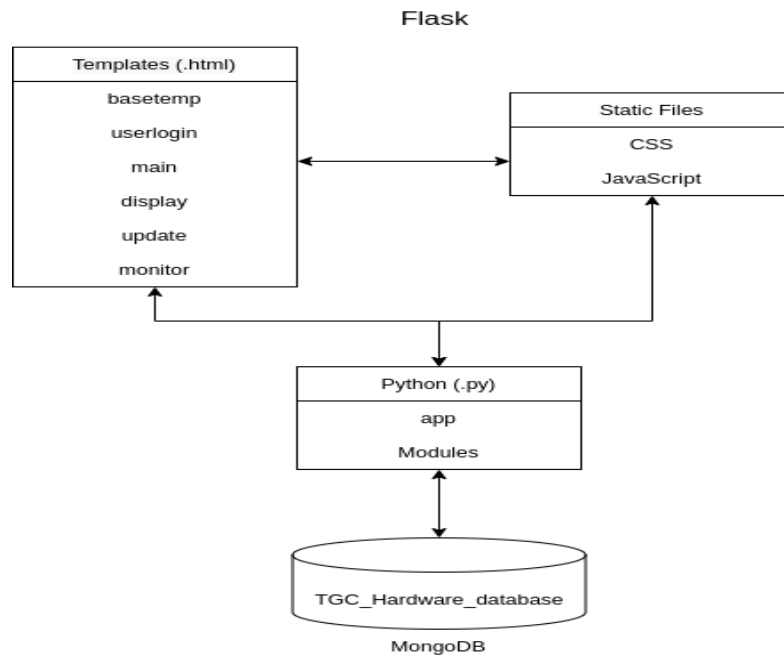 Flask
Templates (.html)
basetemp
userlogin
main
display
update
monitor
Static Files
CSS
JavaScript
Python (.py)
app
Modules
TGC_Hardware_database
MongoDB